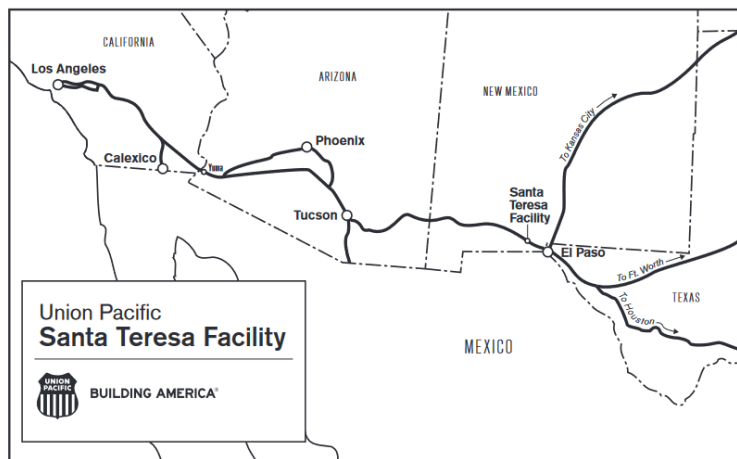 CALIFORNIA
Los Angeles
ARIZONA
NEW MEXICO
To Kansas City
Phoenix
Calexico
Yuma
Tucson
Santa
Teresa
Facility
El Paso
To Ft. Worth
TEXAS
To Houston
MEXICO
Union Pacific
Santa Teresa Facility
UNION
PACIFIC
BUILDING AMERICA®